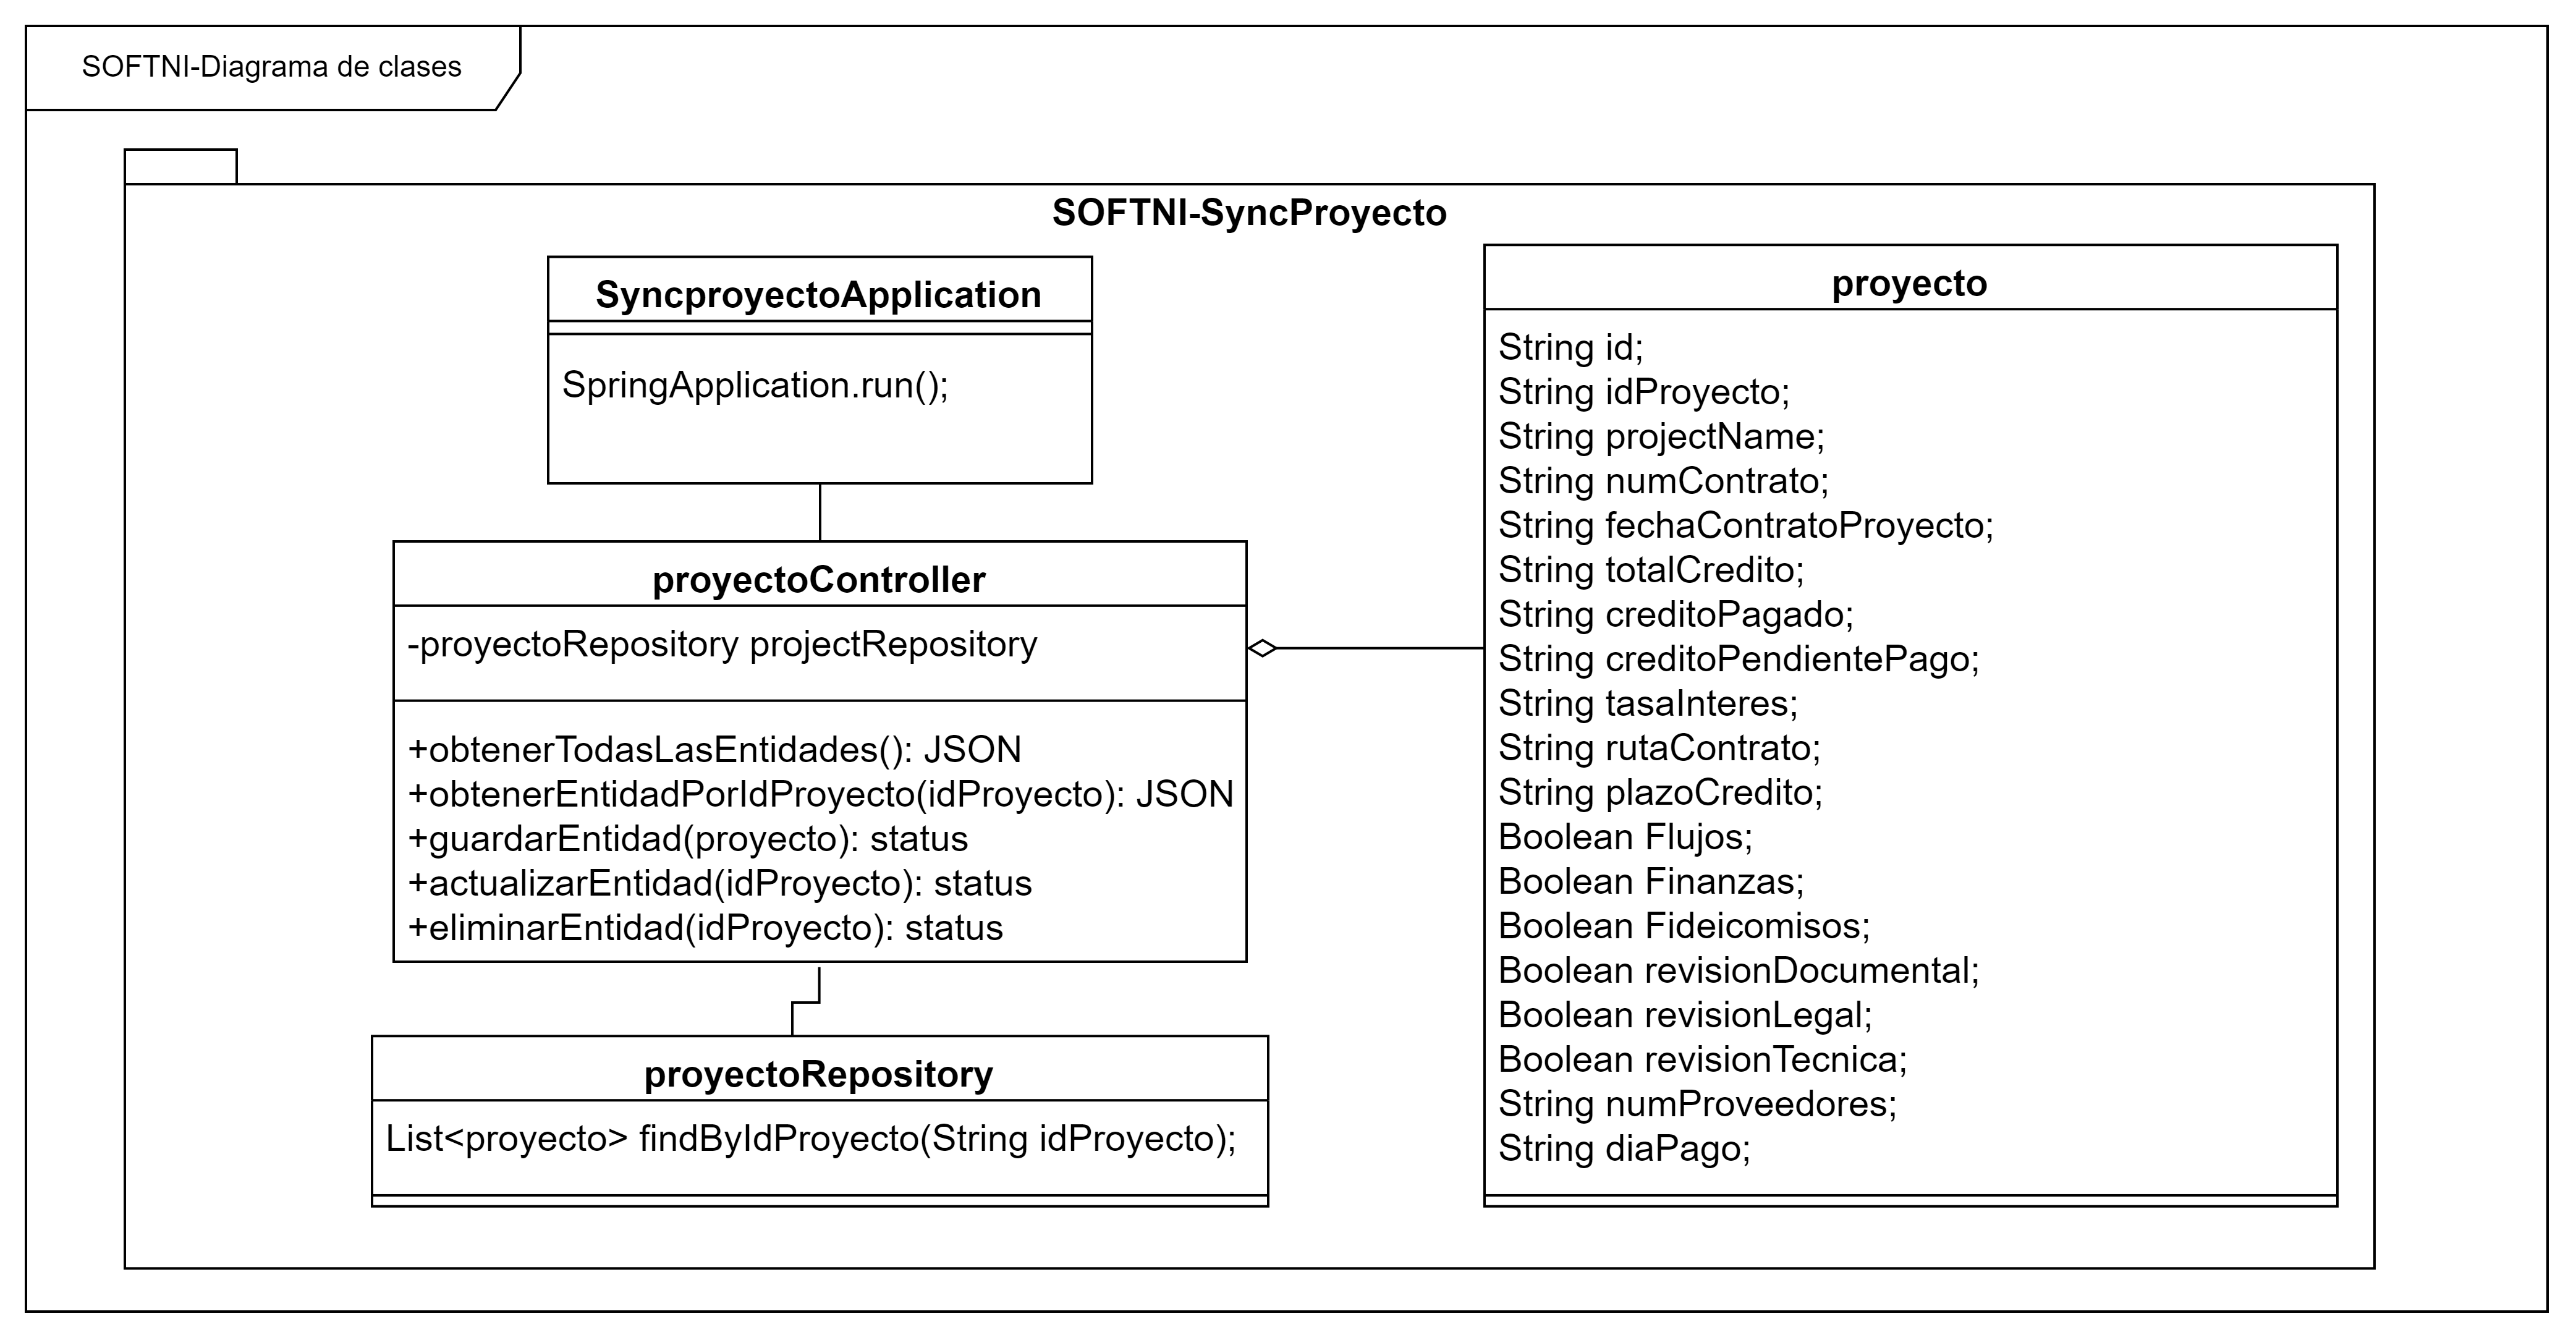 SOFTNI-Diagrama de clases
SOFTNI-SyncProyecto
SyncproyectoApplication
SpringApplication.run();
proyectoController
-proyectoRepository projectRepository
+obtenerTodasLasEntidades(): JSON
+obtenerEntidadPorIdProyecto(idProyecto): JSON
+guardarEntidad(proyecto): status
+actualizarEntidad(idProyecto): status
+eliminarEntidad(idProyecto): status
proyectoRepository
List<proyecto> findByIdProyecto(String idProyecto);
proyecto
String id;
String idProyecto;
String projectName;
String numContrato;
String fechaContratoProyecto;
String totalCredito;
String creditoPagado;
String creditoPendientePago;
String tasaInteres;
String rutaContrato;
String plazoCredito;
Boolean Flujos;
Boolean Finanzas;
Boolean Fideicomisos;
Boolean revisionDocumental;
Boolean revisionLegal;
Boolean revisionTecnica;
String numProveedores;
String diaPago;